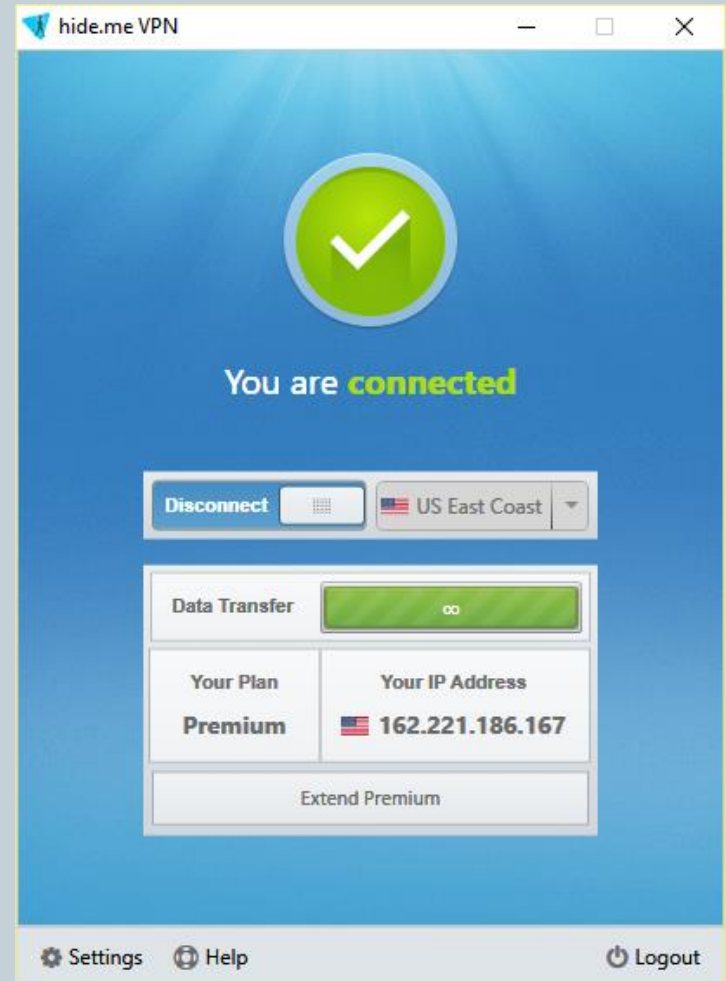 hide.me VPN
You are connected
Disconnect
US East Coast
Data Transfer
∞
Your Plan
Premium
Your IP Address
162.221.186.167
Extend Premium
Settings
Help
Logout